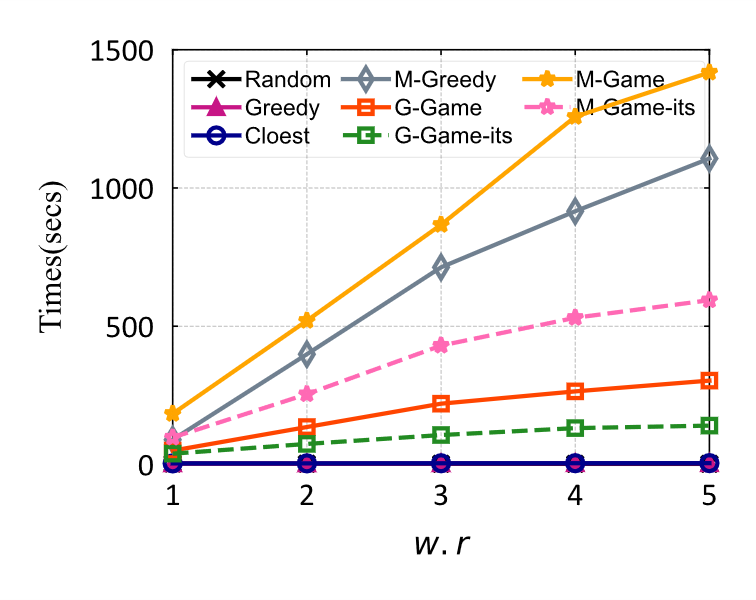 1500
Random M-Greedy M-Game
Greedy G-Game M-Game-its
Cloest G-Game-its
1000
Times(secs)
500
0
1 2 3 4 5
w.r